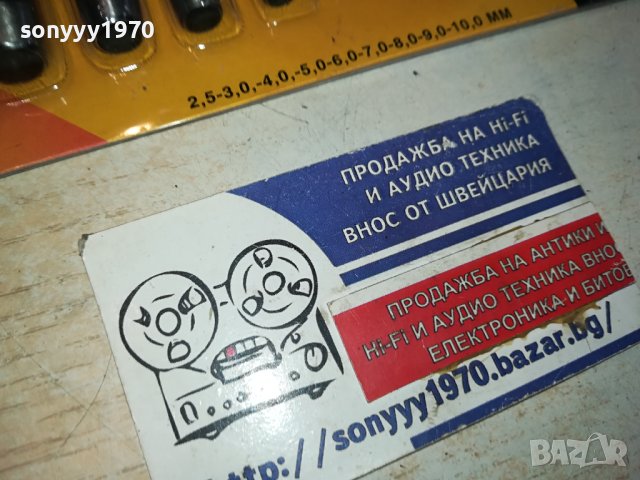 sonyyy1970
2,5-3,0,-4,0,-5,0-6,0-7,0-8,0-9,0-10,0 ММ
ПРОДАЖБА НА Hi-Fi
И АУДИО ТЕХНИКА
ВНОС ОТ ШВЕЙЦАРИЯ
ПРОДАЖБА НА АНТИКИ И
Hi-Fi И АУДИО ТЕХНИКА ВНО
ЕЛЕКТРОНИКА И БИТОВ
http://sonyyy1970.bazar.bg/
BAZAR
sonyyy1970